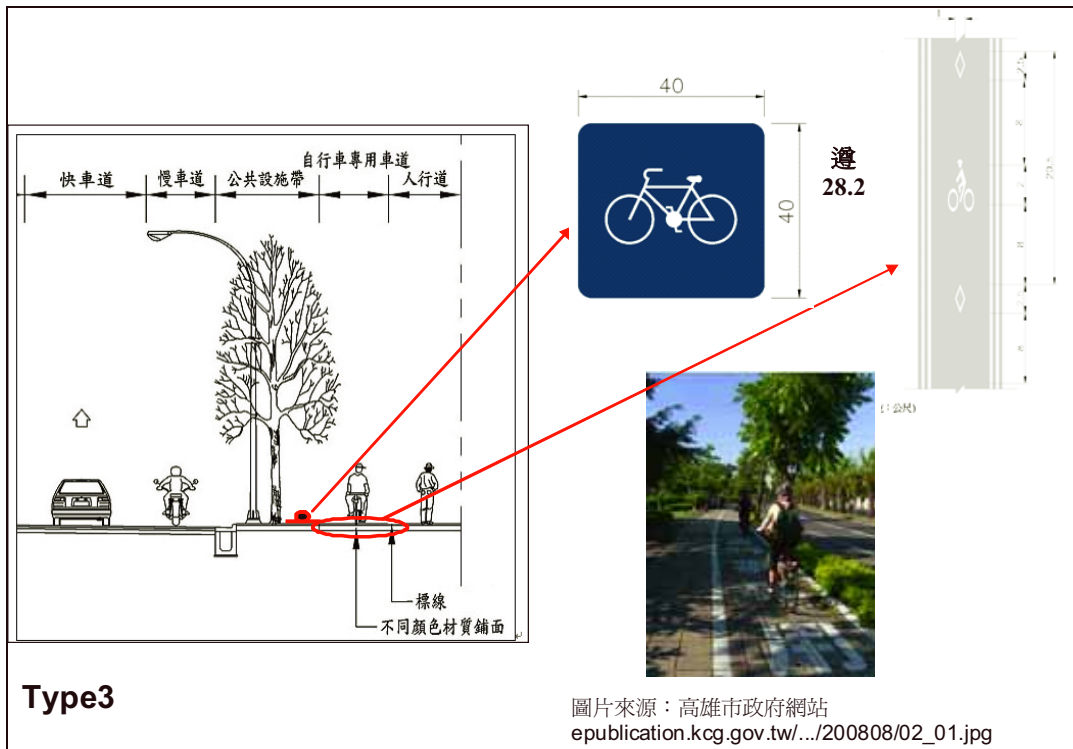 自行車專用車道
快車道
慢車道
公共設施帶
人行道
標線
不同顏色材質鋪面
40
40
遵
28.2
Type3
圖片來源：高雄市政府網站
epublication.kcg.gov.tw/.../200808/02_01.jpg